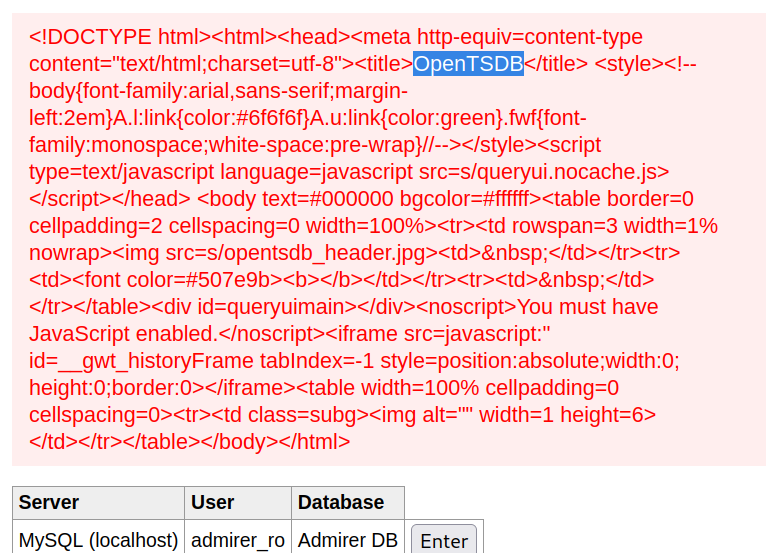 <!DOCTYPE html><html><head><meta http-equiv=content-type
content="text/html;charset=utf-8"><title>OpenTSDB</title> <style><!--
body{font-family:arial,sans-serif;margin-
left:2em}A.l:link{color:#6f6f6f}A.u:link{color:green}.fwf{font-
family:monospace;white-space:pre-wrap}//--></style><script
type=text/javascript language=javascript src=s/queryui.nocache.js>
</script></head> <body text=#000000 bgcolor=#ffffff><table border=0
cellpadding=2 cellspacing=0 width=100%><tr><td rowspan=3 width=1%
nowrap><img src=s/opentsdb_header.jpg><td>&nbsp;</td></tr><tr>
<td><font color=#507e9b><b></b></td></tr><tr><td>&nbsp;</td>
</tr></table><div id=queryuimain></div><noscript>You must have
JavaScript enabled.</noscript><iframe src=javascript:''
id=__gwt_historyFrame tabIndex=-1 style=position:absolute;width:0;
height:0;border:0></iframe><table width=100% cellpadding=0
cellspacing=0><tr><td class=subg><img alt="" width=1 height=6>
</td></tr></table></body></html>
Server User Database
MySQL (localhost) admirer_ro Admirer DB Enter